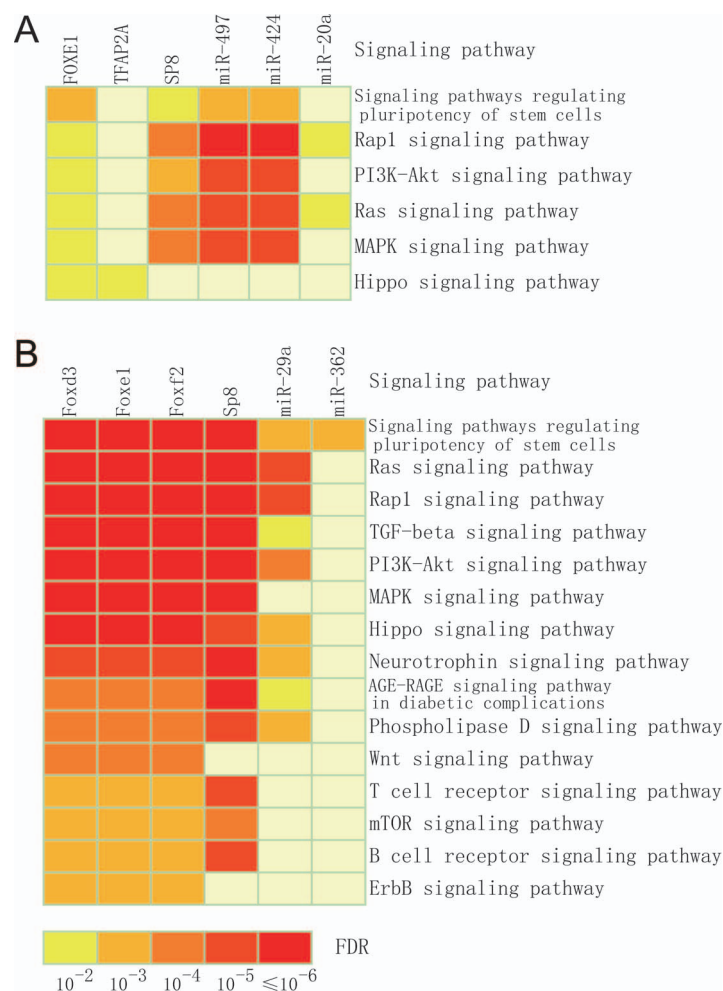 A
FOXE1
TFAP2A
SP8
miR-497
miR-424
miR-20a
Signaling pathway
Signaling pathways regulating
pluripotency of stem cells
Rap1 signaling pathway
PI3K-Akt signaling pathway
Ras signaling pathway
MAPK signaling pathway
Hippo signaling pathway
B
Foxd3
Foxe1
Foxf2
Sp8
miR-29a
miR-362
Signaling pathway
Signaling pathways regulating
pluripotency of stem cells
Ras signaling pathway
Rap1 signaling pathway
TGF-beta signaling pathway
PI3K-Akt signaling pathway
MAPK signaling pathway
Hippo signaling pathway
Neurotrophin signaling pathway
AGE-RAGE signaling pathway
in diabetic complications
Phospholipase D signaling pathway
Wnt signaling pathway
T cell receptor signaling pathway
mTOR signaling pathway
B cell receptor signaling pathway
ErbB signaling pathway
FDR
10⁻² 10⁻³ 10⁻⁴ 10⁻⁵ ≤10⁻⁶